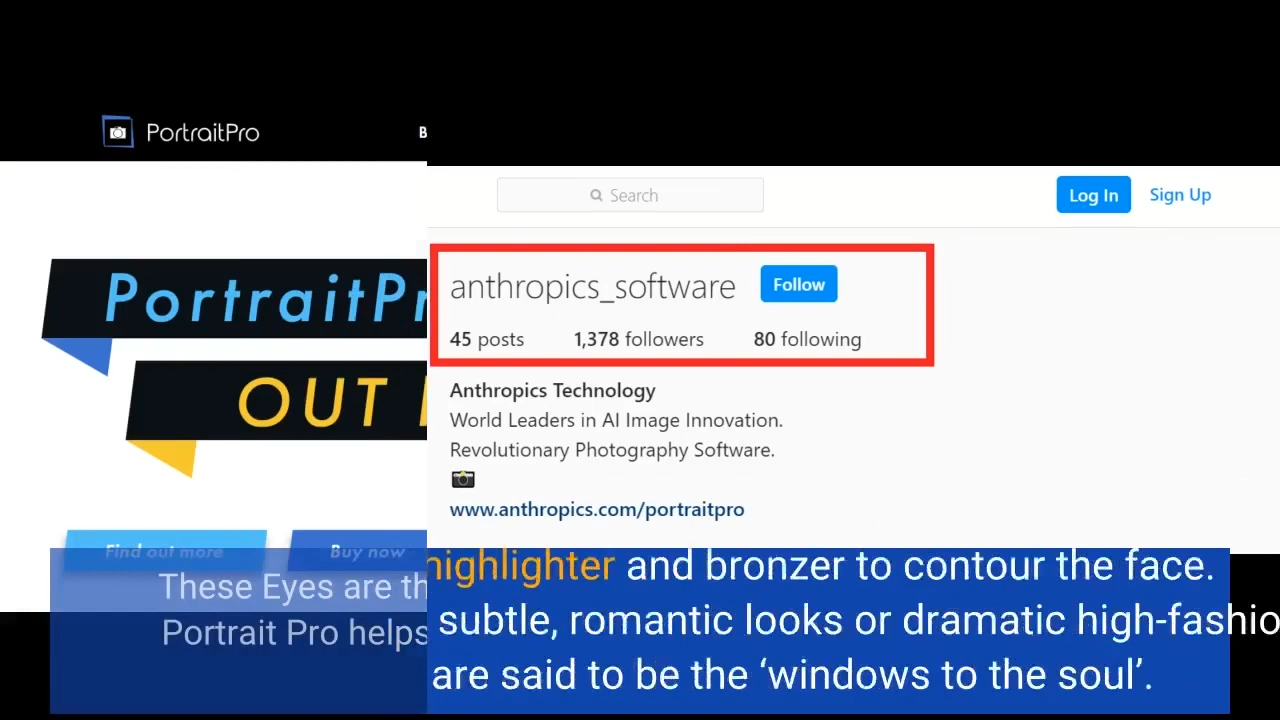 PortraitPro
B
Search
Log In
Sign Up
anthropics_software
Follow
45 posts
1,378 followers
80 following
Anthropics Technology
World Leaders in AI Image Innovation.
Revolutionary Photography Software.
www.anthropics.com/portraitpro
PortraitPr
OUT
Find out more
Buy now
These Eyes are th
Portrait Pro helps
highlighter and bronzer to contour the face.
subtle, romantic looks or dramatic high-fashio
are said to be the ‘windows to the soul’.